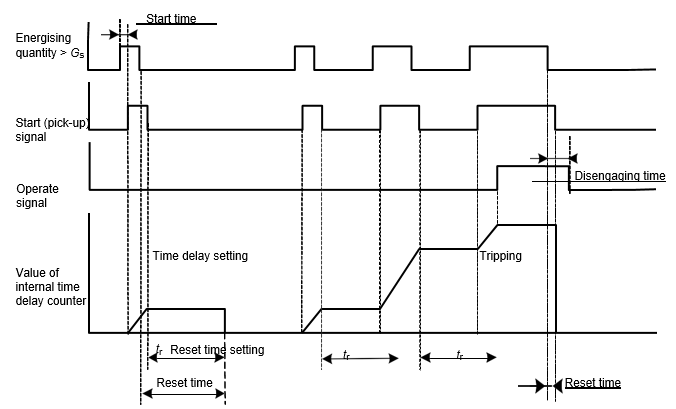 Start time
Energising
quantity > Gs
Start (pick-up)
signal
Operate
signal
Disengaging time
Value of
internal time
delay counter
Time delay setting
Tripping
tr Reset time setting
tr
tr
Reset time
Reset time